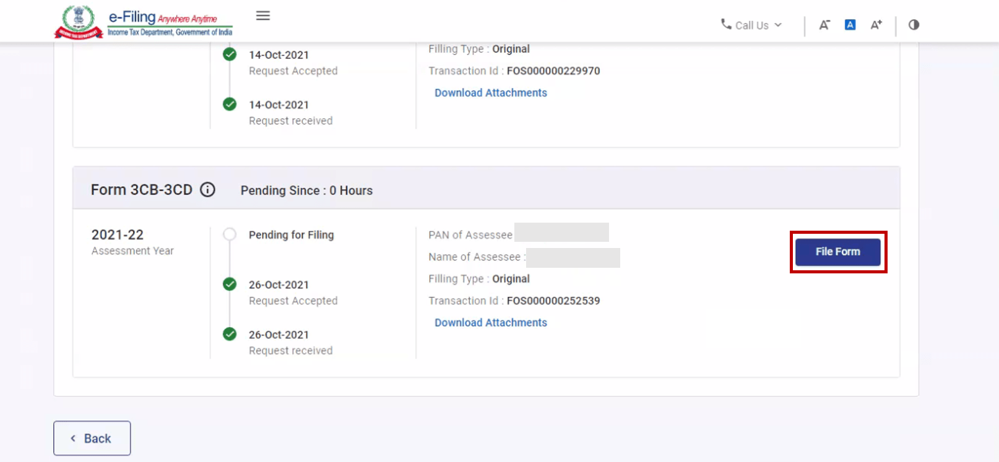 e-Filing Anywhere Anytime
Income Tax Department, Government of India
Call Us
A-
A
A+
14-Oct-2021
Request Accepted
14-Oct-2021
Request received
Filling Type : Original
Transaction Id : FOS000000229970
Download Attachments
Form 3CB-3CD
Pending Since : 0 Hours
2021-22
Assessment Year
Pending for Filing
26-Oct-2021
Request Accepted
26-Oct-2021
Request received
PAN of Assessee
Name of Assessee :
Filling Type : Original
Transaction Id : FOS000000252539
Download Attachments
File Form
Back